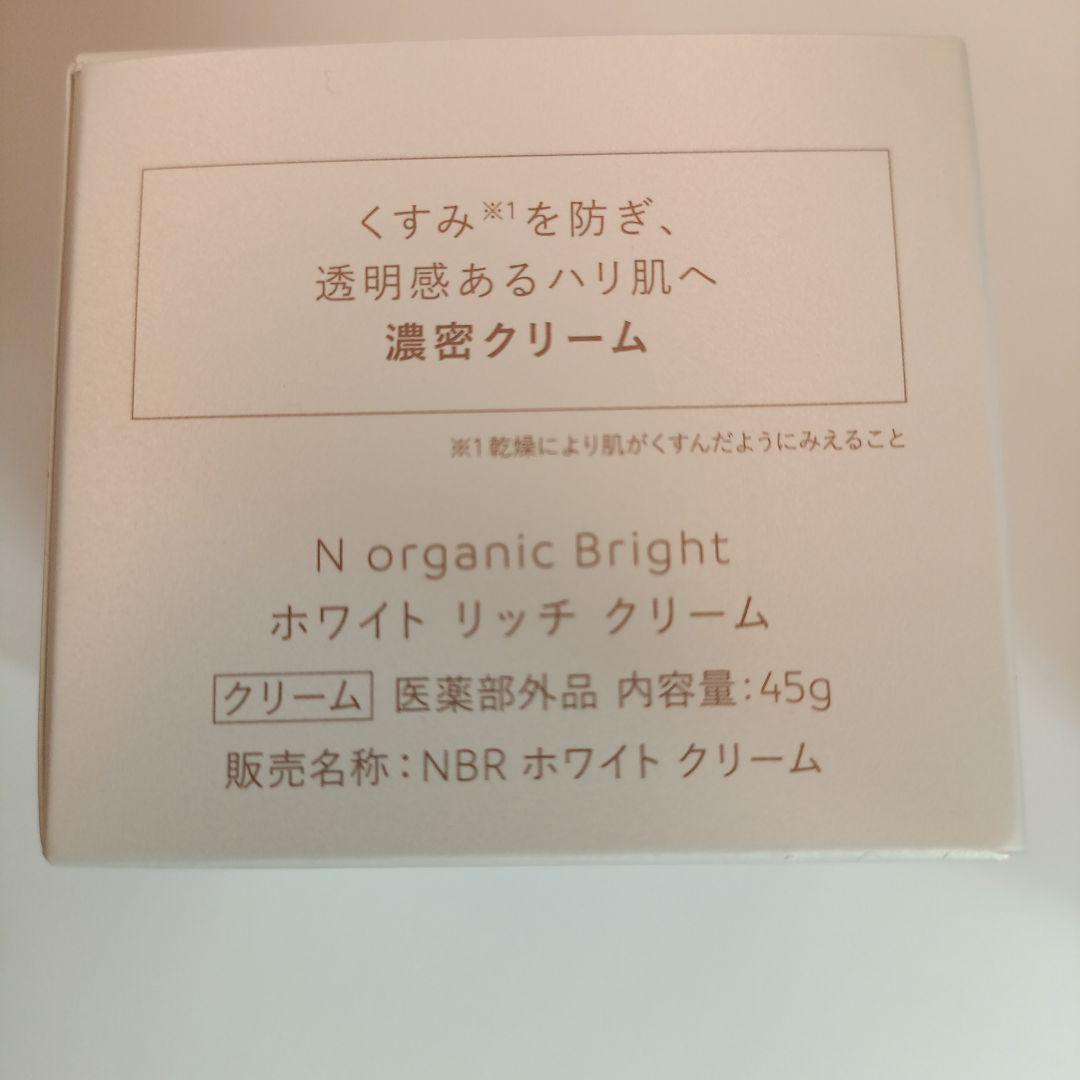 くすみ※1を防ぎ、
透明感あるハリ肌へ
濃密クリーム
※1 乾燥により肌がくすんだようにみえること
N organic Bright
ホワイト リッチ クリーム
クリーム 医薬部外品 内容量:45g
販売名称:NBR ホワイト クリーム